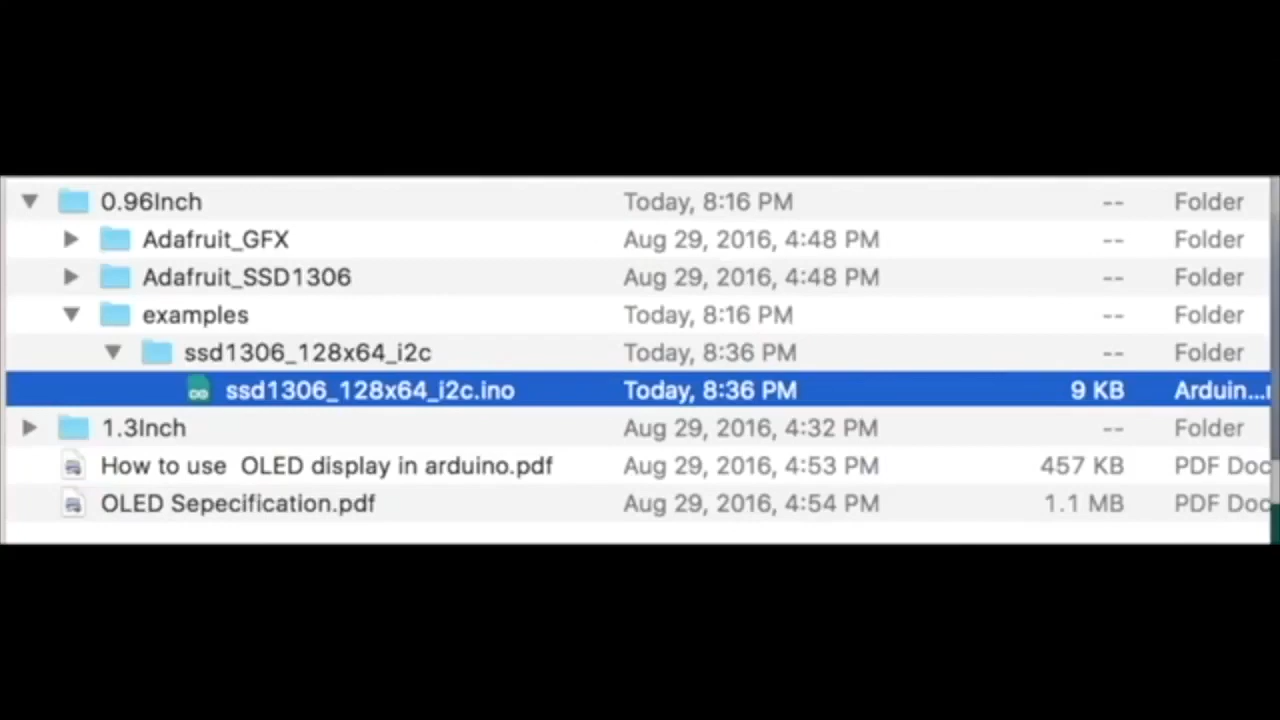 0.96Inch Today, 8:16 PM -- Folder
Adafruit_GFX Aug 29, 2016, 4:48 PM -- Folder
Adafruit_SSD1306 Aug 29, 2016, 4:48 PM -- Folder
examples Today, 8:16 PM -- Folder
ssd1306_128x64_i2c Today, 8:36 PM -- Folder
ssd1306_128x64_i2c.ino Today, 8:36 PM 9 KB Arduin...r
1.3Inch Aug 29, 2016, 4:32 PM -- Folder
How to use  OLED display in arduino.pdf Aug 29, 2016, 4:53 PM 457 KB PDF Doc
OLED Sepecification.pdf Aug 29, 2016, 4:54 PM 1.1 MB PDF Doc